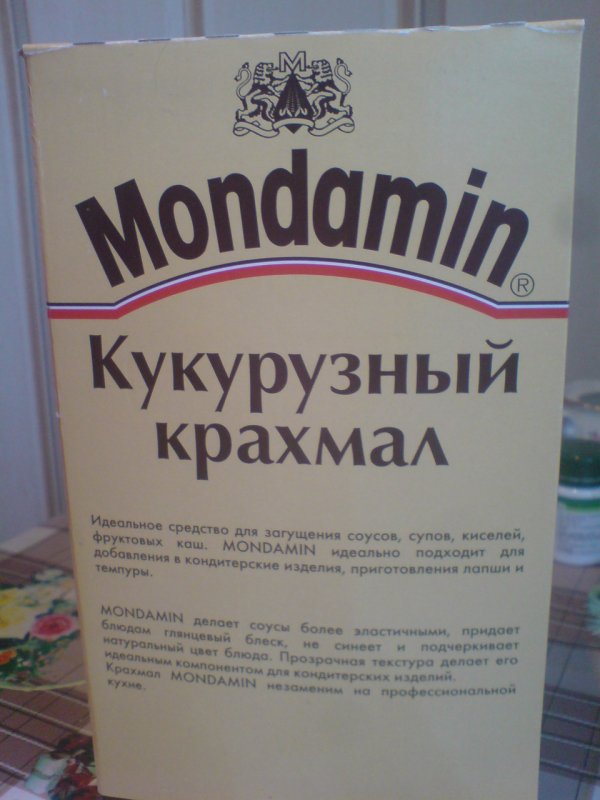 M
Mondamin®
Кукурузный
крахмал
Идеальное средство для загущения соусов, супов, киселей,
фруктовых каш. MONDAMIN идеально подходит для
добавления в кондитерские изделия, приготовления лапши и
темпуры.
MONDAMIN делает соусы более эластичными, придает
блюдам глянцевый блеск, не синеет и подчеркивает
натуральный цвет блюда. Прозрачная текстура делает его
идеальным компонентом для кондитерских изделий.
Крахмал MONDAMIN незаменим на профессиональной
кухне.